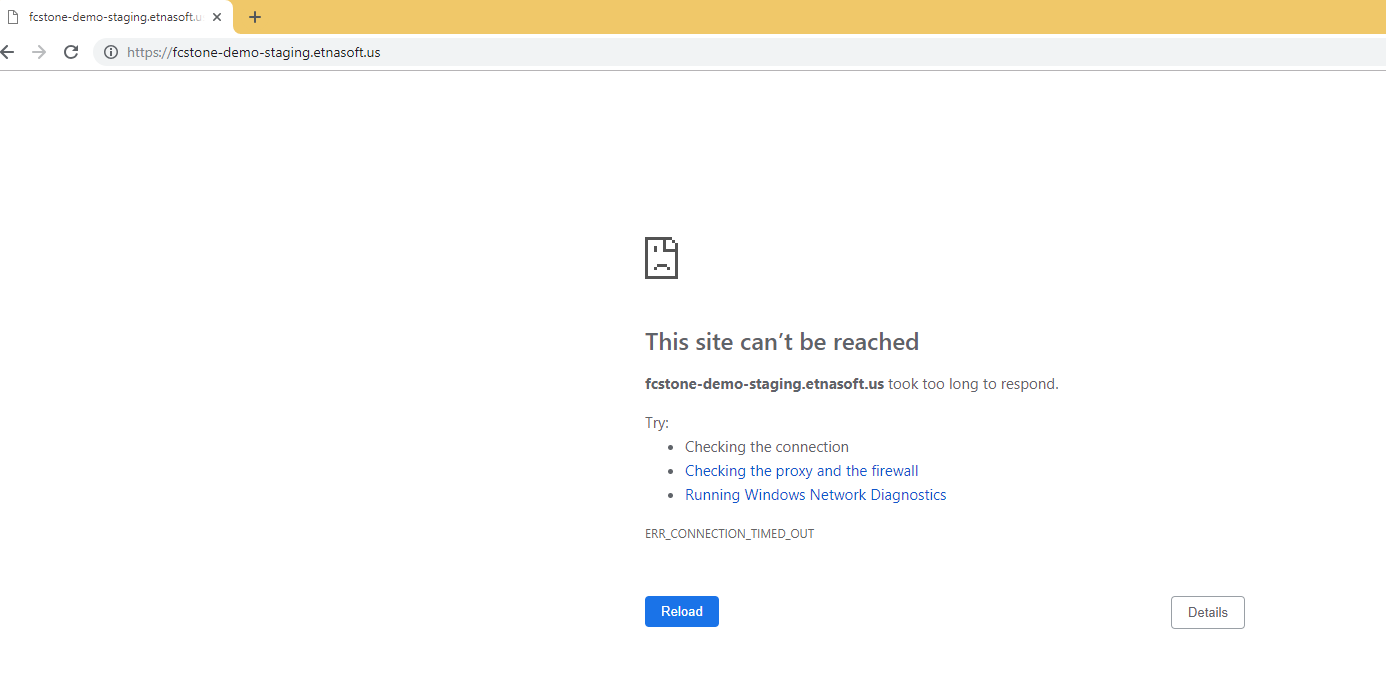 fcstone-demo-staging.etnasoft.u
https://fcstone-demo-staging.etnasoft.us
This site can’t be reached
fcstone-demo-staging.etnasoft.us took too long to respond.
Try:
• Checking the connection
• Checking the proxy and the firewall
• Running Windows Network Diagnostics
ERR_CONNECTION_TIMED_OUT
Reload
Details